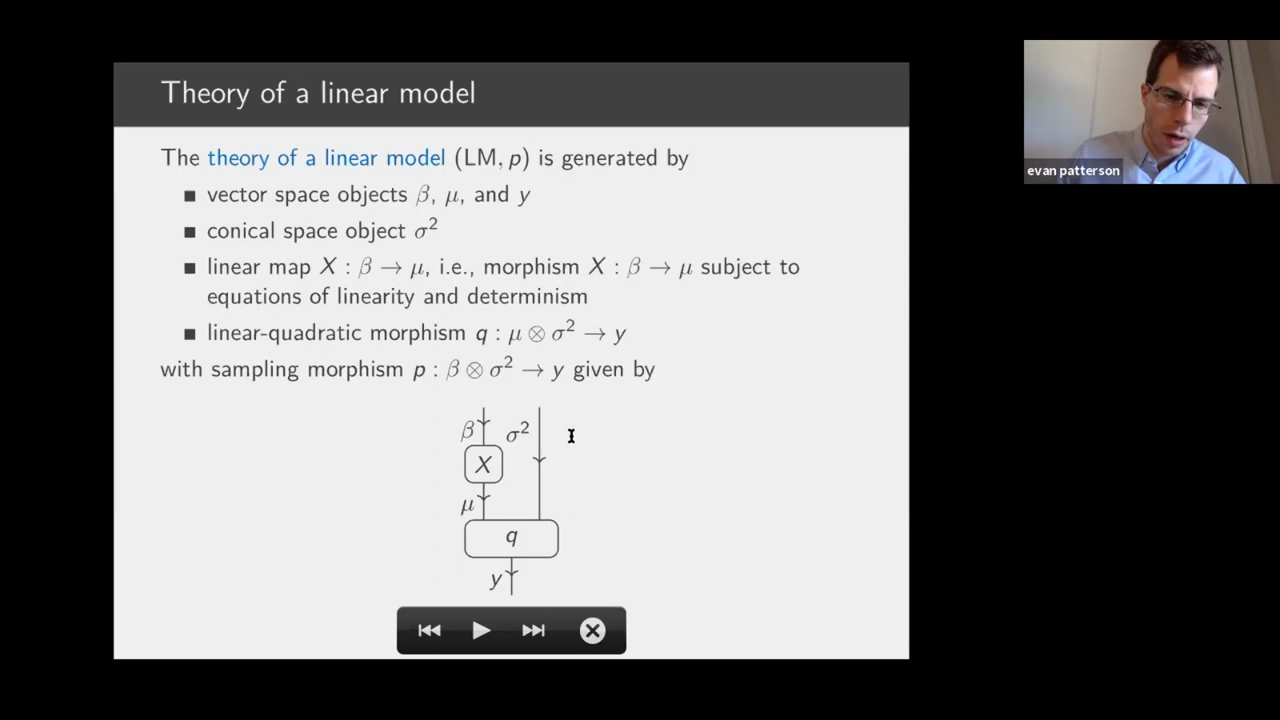 Theory of a linear model
The theory of a linear model (LM, p) is generated by
■ vector space objects β, μ, and y
■ conical space object σ²
■ linear map X : β → μ, i.e., morphism X : β → μ subject to
equations of linearity and determinism
■ linear-quadratic morphism q : μ ⊗ σ² → y
with sampling morphism p : β ⊗ σ² → y given by
β σ²
X
μ
q
y
evan patterson